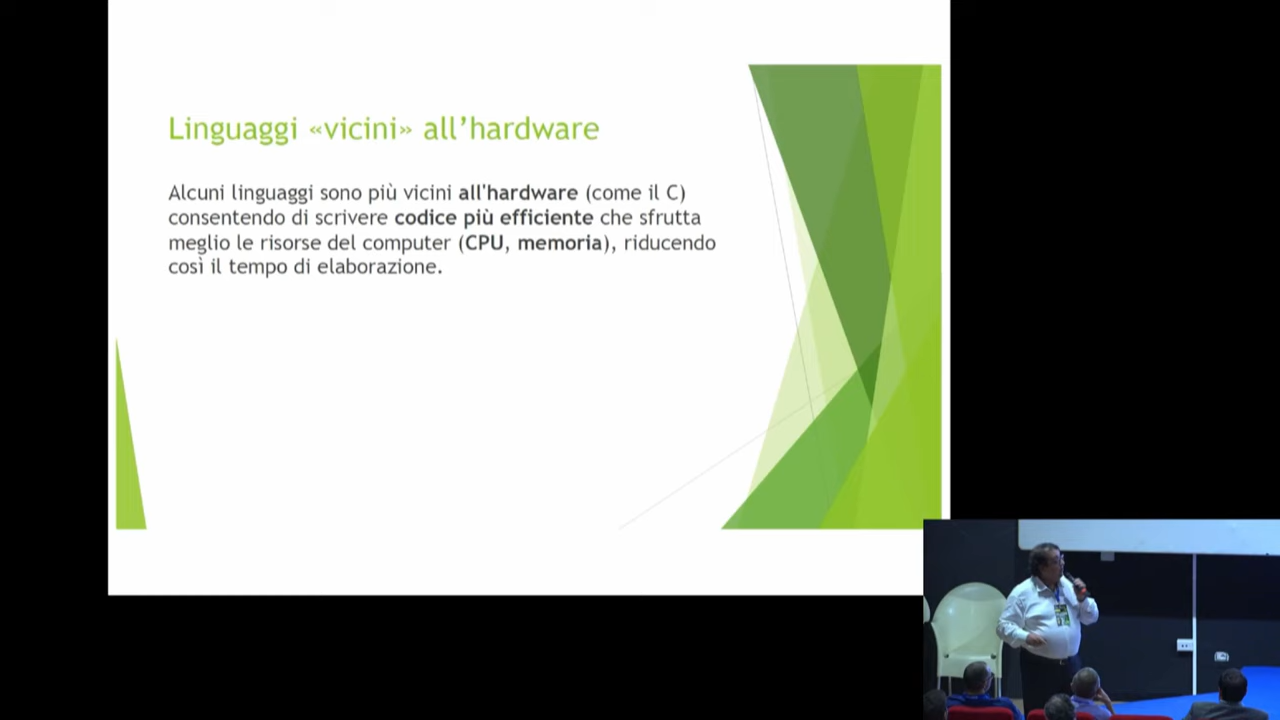 Linguaggi «vicini» all’hardware
Alcuni linguaggi sono più vicini all'hardware (come il C)
consentendo di scrivere codice più efficiente che sfrutta
meglio le risorse del computer (CPU, memoria), riducendo
così il tempo di elaborazione.